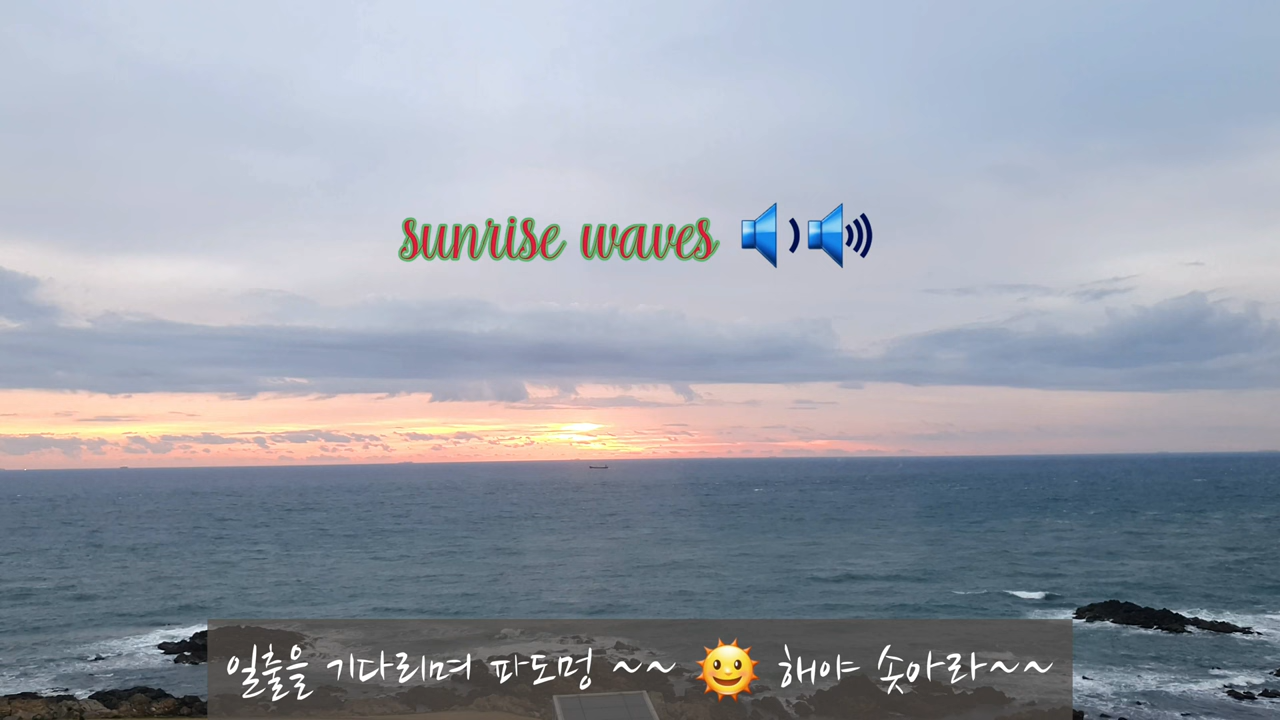 sunrise waves 🔉🔊
일출을 기다리며 파도멍 ~~ 🌞 해야 솟아라~~